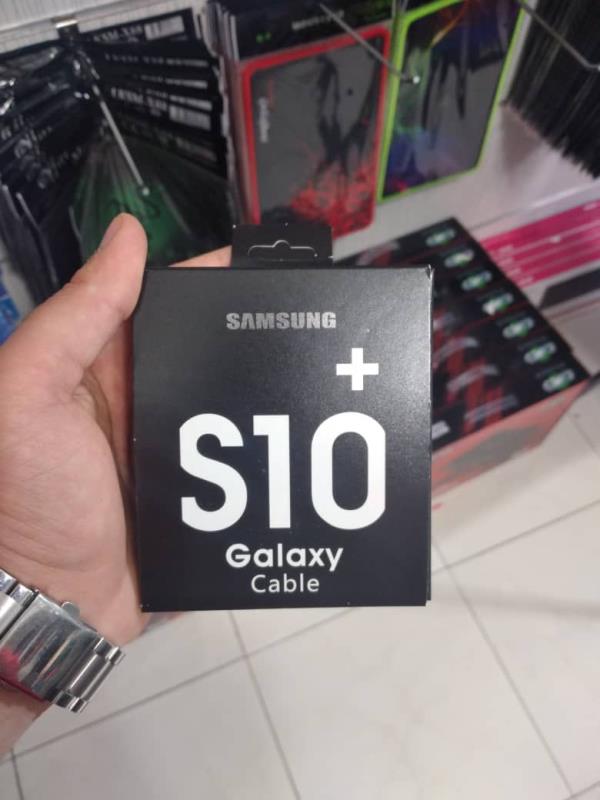 SAMSUNG
+
S10
Galaxy
Cable